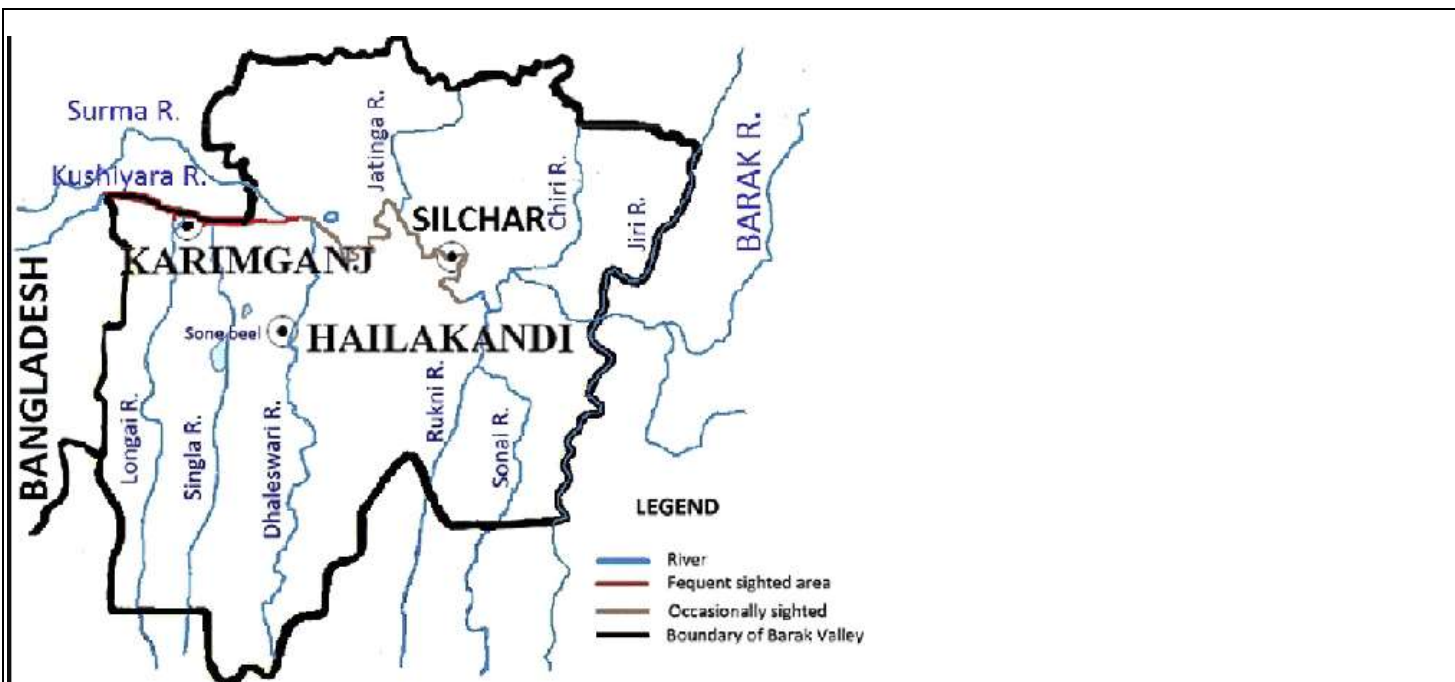 Surma R.
Kushiyara R.
Jatinga R.
Chiri R.
Jiri R.
BARAK R.
SILCHAR
KARIMGANJ
BANGLADESH
Sone beel
HAILAKANDI
Longai R.
Singla R.
Dhaleswari R.
Rukni R.
Sonai R.
LEGEND
River
Fequent sighted area
Occasionally sighted
Boundary of Barak Valley